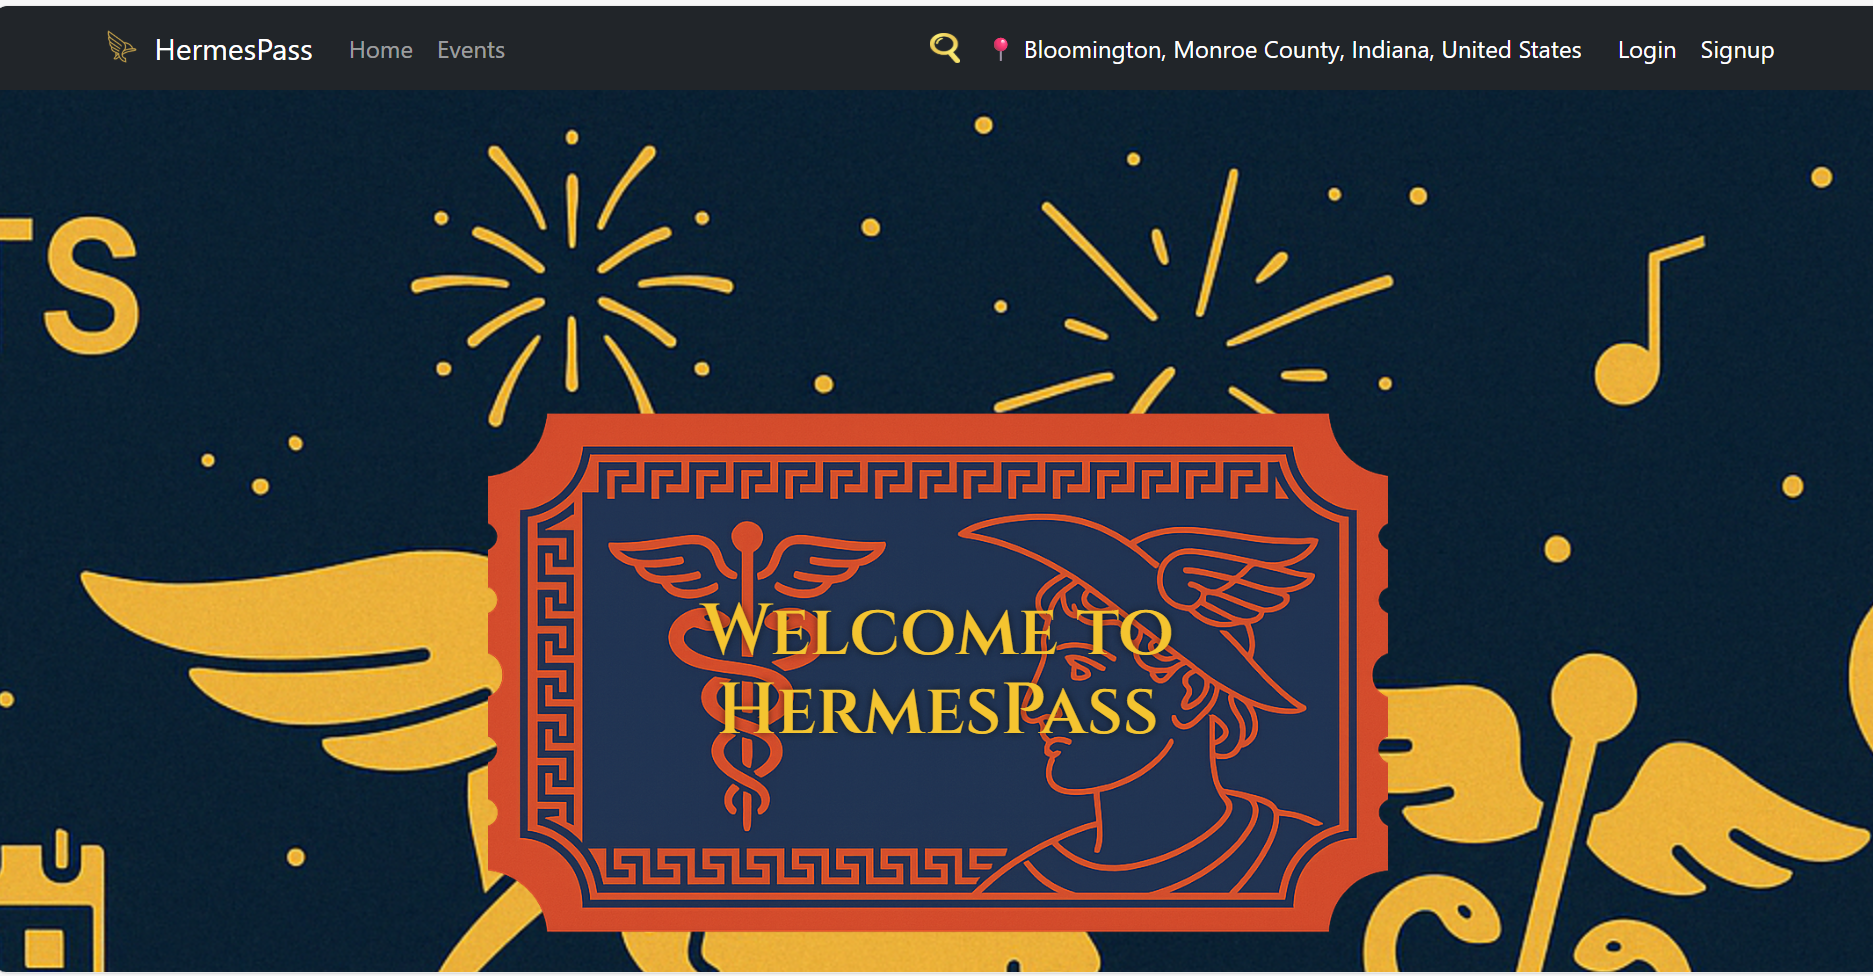 HermesPass Home Events Bloomington, Monroe County, Indiana, United States Login Signup
TS
Welcome to
HermesPass